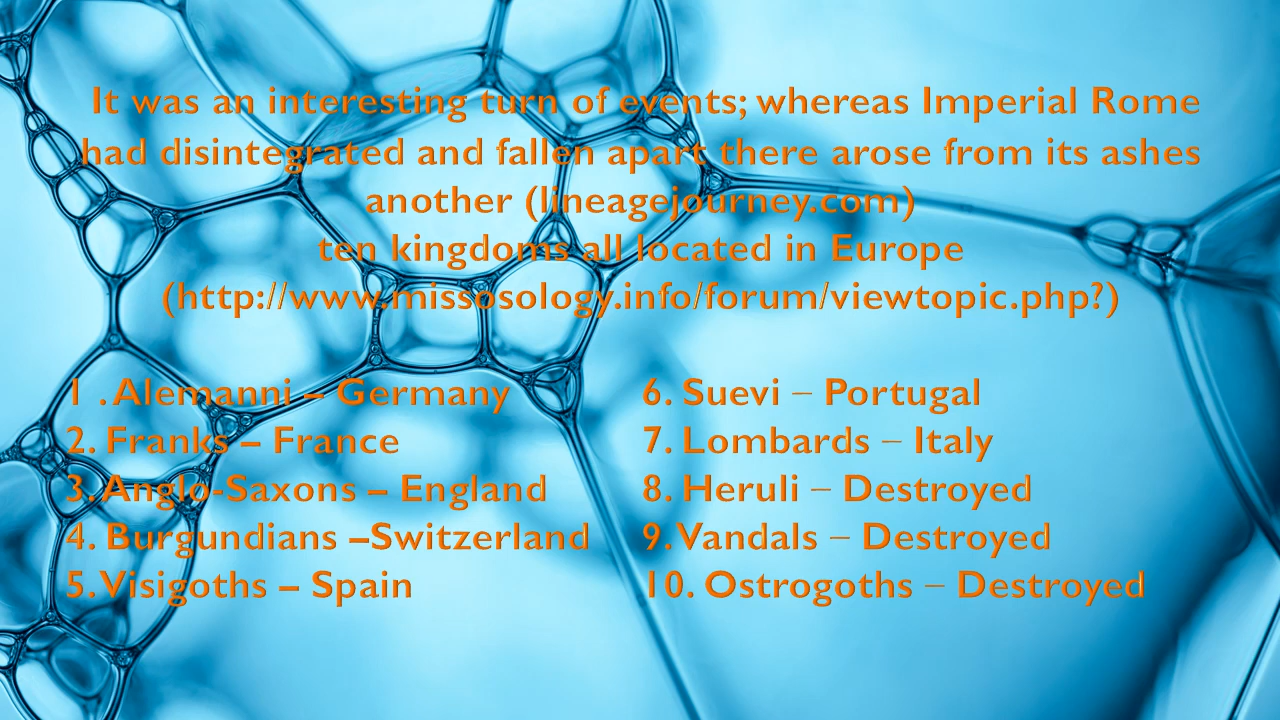 It was an interesting turn of events; whereas Imperial Rome
had disintegrated and fallen apart there arose from its ashes
another (lineagejourney.com)
ten kingdoms all located in Europe
(http://www.missosology.info/forum/viewtopic.php?)
1 . Alemanni – Germany
2. Franks – France
3. Anglo-Saxons – England
4. Burgundians –Switzerland
5. Visigoths – Spain
6. Suevi – Portugal
7. Lombards – Italy
8. Heruli – Destroyed
9. Vandals – Destroyed
10. Ostrogoths – Destroyed